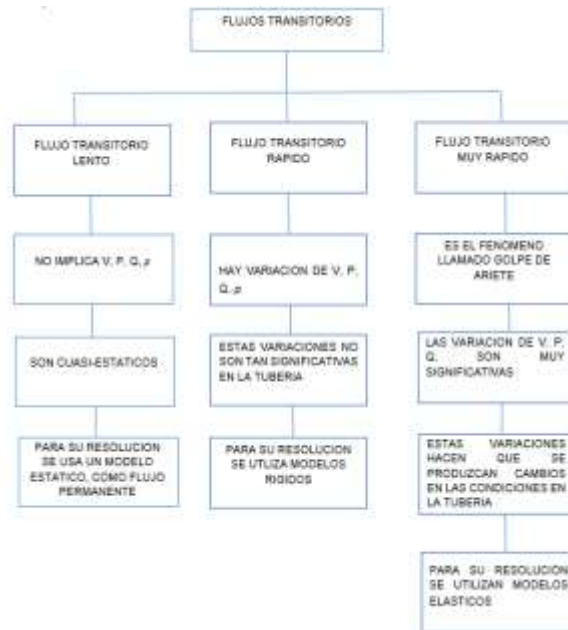 FLUJOS TRANSITORIOS
FLUJO TRANSITORIO
LENTO
NO IMPLICA V, P, Q, ρ
SON CUASI-ESTATICOS
PARA SU RESOLUCION
SE USA UN MODELO
ESTATICO, COMO FLUJO
PERMANENTE
FLUJO TRANSITORIO
RAPIDO
HAY VARIACION DE V, P,
Q, ρ
ESTAS VARIACIONES NO
SON TAN SIGNIFICATIVAS
EN LA TUBERIA
PARA SU RESOLUCION
SE UTLIZA MODELOS
RIGIDOS
FLUJO TRANSITORIO
MUY RAPIDO
ES EL FENOMENO
LLAMADO GOLPE DE
ARIETE
LAS VARIACION DE V, P,
Q, SON MUY
SIGNIFICATIVAS
ESTAS VARIACIONES
HACEN QUE SE
PRODUZCAN CAMBIOS
EN LAS CONDICIONES EN
LA TUBERIA
PARA SU RESOLUCION
SE UTILIZAN MODELOS
ELASTICOS